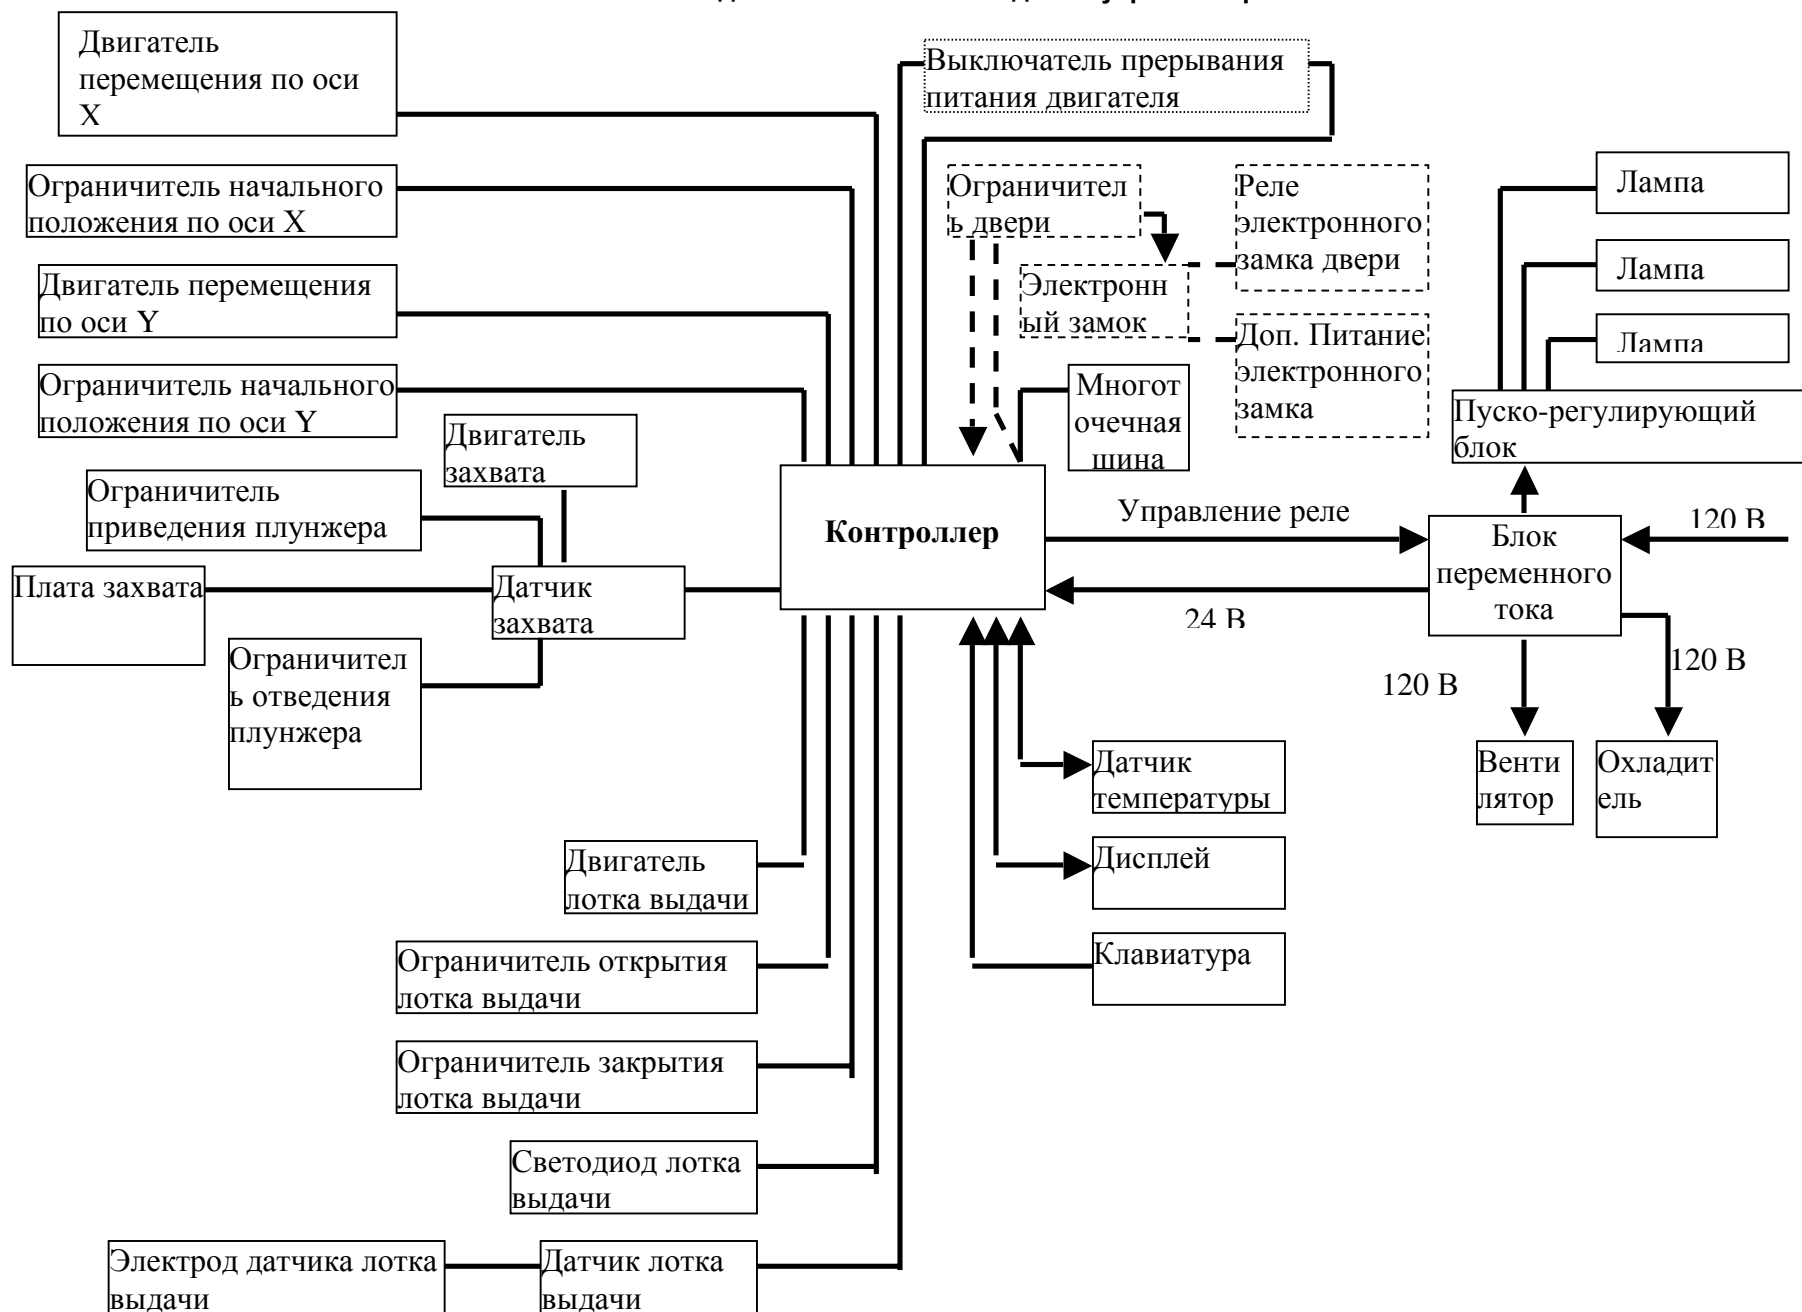 Двигатель
перемещения по оси
X
Выключатель прерывания
питания двигателя
Ограничитель начального
положения по оси X
Ограничител
ь двери
Реле
электронного
замка двери
Лампа
Лампа
Лампа
Двигатель перемещения
по оси Y
Электронн
ый замок
Доп. Питание
электронного
замка
Ограничитель начального
положения по оси Y
Многот
очечная
шина
Пуско-регулирующий
блок
Двигатель
захвата
Ограничитель
приведения плунжера
Контроллер
Управление реле
Блок
переменного
тока
120 В
Плата захвата
Датчик
захвата
24 В
Ограничител
ь отведения
плунжера
120 В
120 В
Венти
лятор
Охладит
ель
Датчик
температуры
Двигатель
лотка выдачи
Дисплей
Ограничитель открытия
лотка выдачи
Клавиатура
Ограничитель закрытия
лотка выдачи
Светодиод лотка
выдачи
Электрод датчика лотка
выдачи
Датчик лотка
выдачи